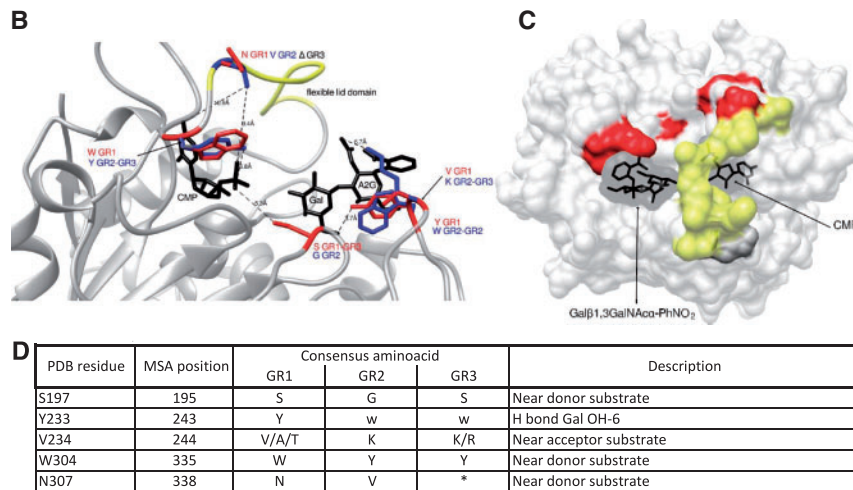 B
C
N GR1 V GR2 Δ GR3
flexible lid domain
W GR1
Y GR2-GR3
CMP
Gal
A2G
V GR1
K GR2-GR3
Y GR1
W GR2-GR2
S GR1-GR3
G GR2
3.7Å
CM
Galβ1,3GalNAcα-PhNO2
D
PDB residue MSA position Consensus aminoacid Description
GR1 GR2 GR3
S197 195 S G S Near donor substrate
Y233 243 Y w w H bond Gal OH-6
V234 244 V/A/T K K/R Near acceptor substrate
W304 335 W Y Y Near donor substrate
N307 338 N V * Near donor substrate